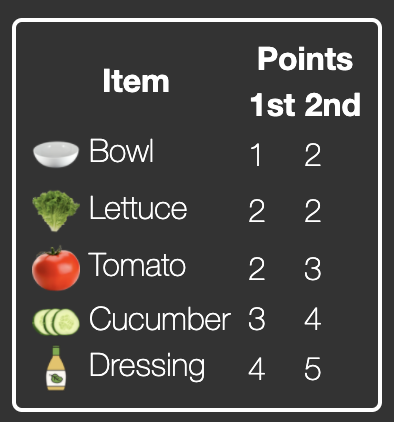 Item Points
1st 2nd
Bowl 1 2
Lettuce 2 2
Tomato 2 3
Cucumber 3 4
Dressing 4 5